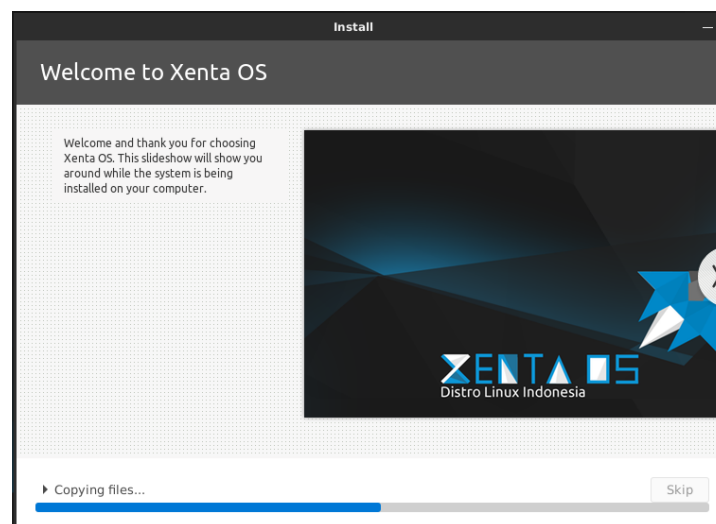 Install
Welcome to Xenta OS
Welcome and thank you for choosing
Xenta OS. This slideshow will show you
around while the system is being
installed on your computer.
XENTA OS
Distro Linux Indonesia
Copying files...
Skip